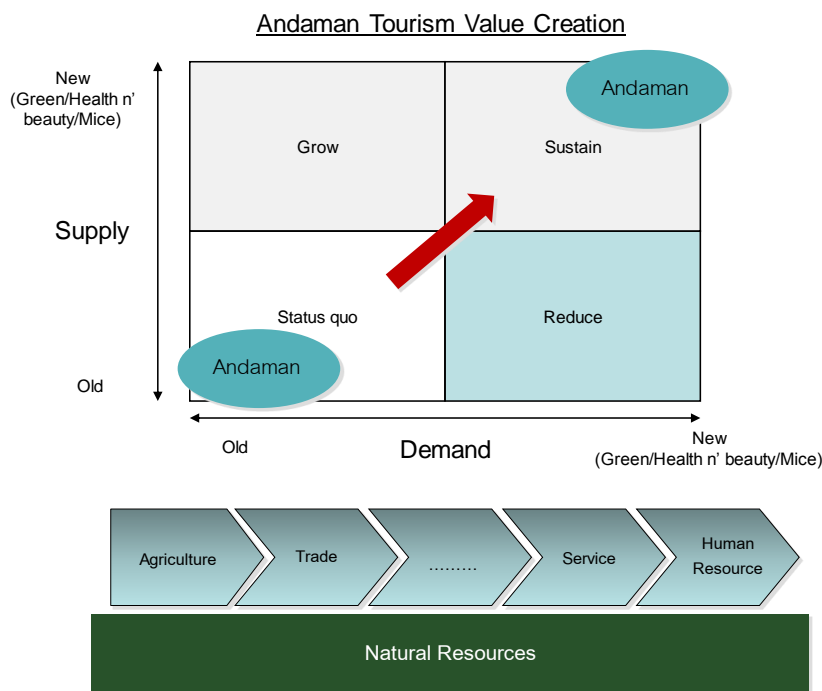 Andaman Tourism Value Creation
New
(Green/Health n’
beauty/Mice)
Andaman
Grow
Sustain
Supply
Status quo
Reduce
Andaman
Old
Old
Demand
New
(Green/Health n’ beauty/Mice)
Agriculture
Trade
………
Service
Human
Resource
Natural Resources